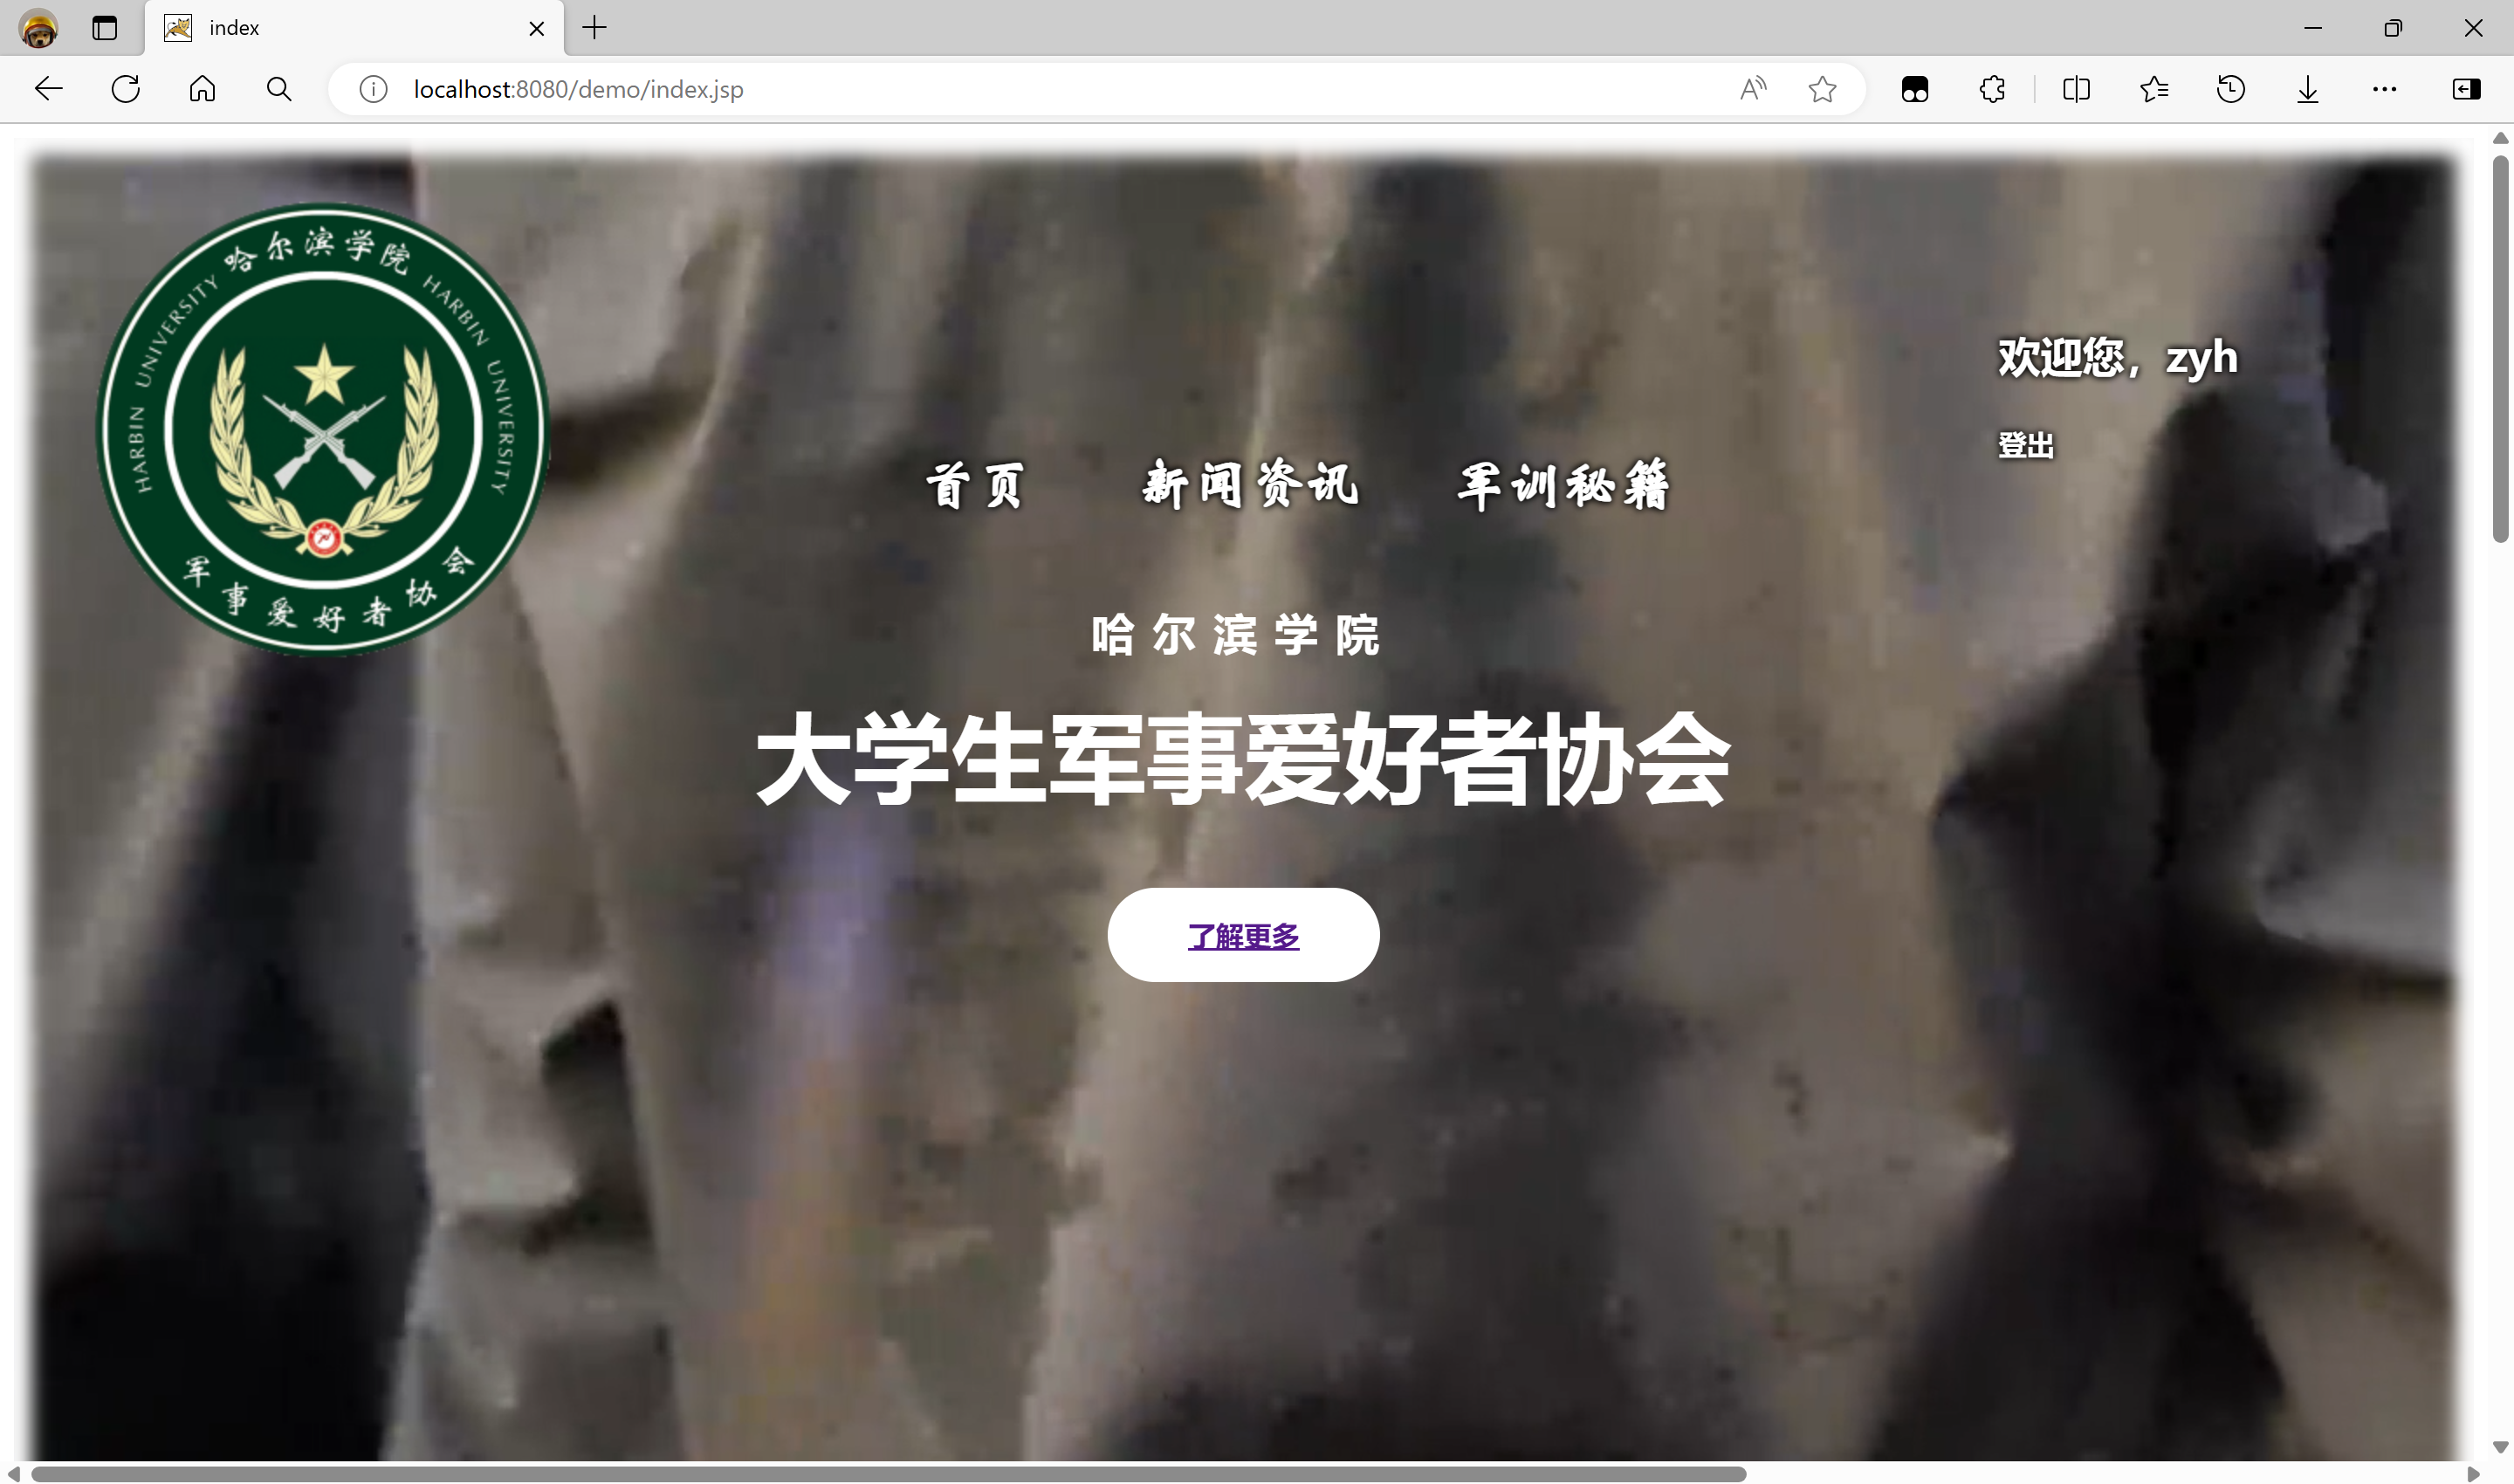 index
localhost:8080/demo/index.jsp
哈尔滨学院
HARBIN UNIVERSITY HARBIN UNIVERSITY
军事爱好者协会
欢迎您，zyh
登出
首页 新闻资讯 军训秘籍
哈尔滨学院
大学生军事爱好者协会
了解更多